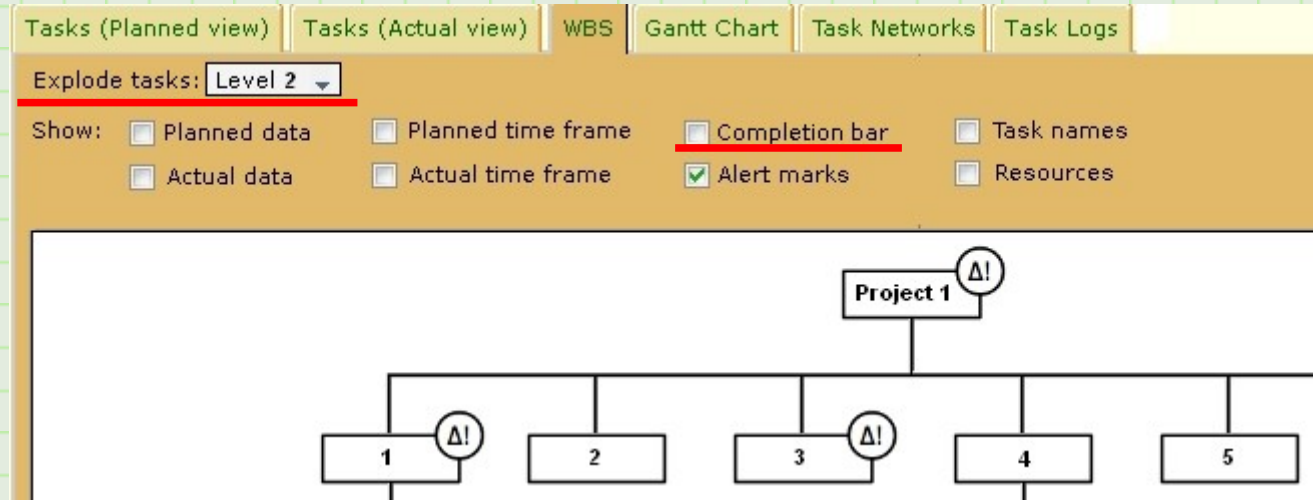 Tasks (Planned view) Tasks (Actual view) WBS Gantt Chart Task Networks Task Logs
Explode tasks: Level 2
Show: Planned data Planned time frame Completion bar Task names
Actual data Actual time frame Alert marks Resources
Project 1 Δ!
Δ! Δ!
1 2 3 4 5